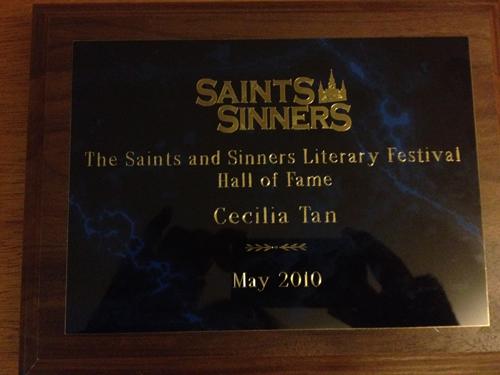 SAINTS
SINNERS
The Saints and Sinners Literary Festival
Hall of Fame
Cecilia Tan
May 2010